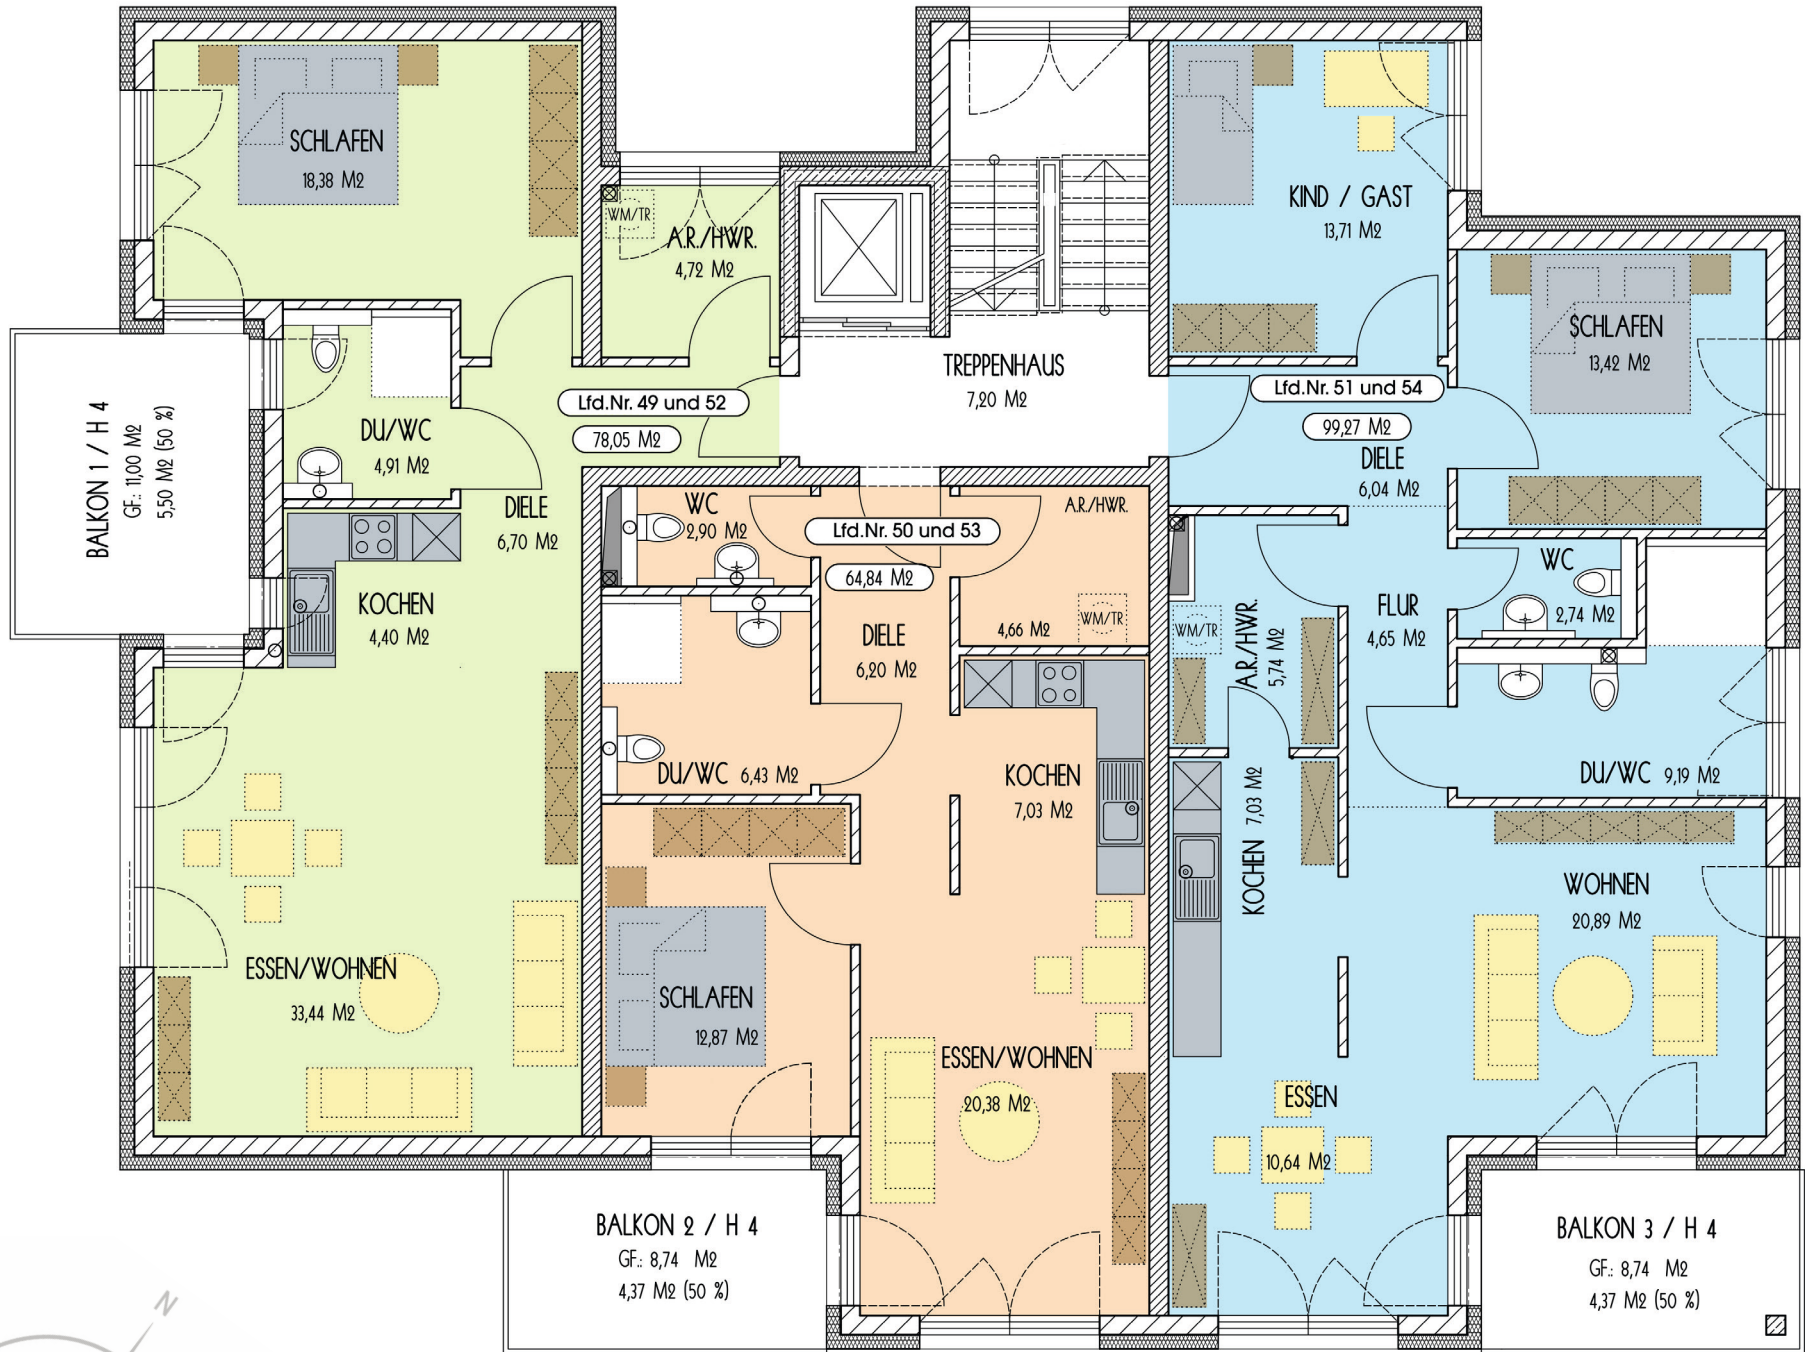 SCHLAFEN
18,38 M2
WM/TR
A.R./HWR.
4,72 M2
BALKON 1 / H 4
GF.: 11,00 M2
5,50 M2 (50 %)
DU/WC
4,91 M2
Lfd.Nr. 49 und 52
78,05 M2
DIELE
6,70 M2
KOCHEN
4,40 M2
ESSEN/WOHNEN
33,44 M2
TREPPENHAUS
7,20 M2
WC
2,90 M2
Lfd.Nr. 50 und 53
64,84 M2
A.R./HWR.
4,66 M2
WM/TR
DIELE
6,20 M2
DU/WC 6,43 M2
KOCHEN
7,03 M2
SCHLAFEN
12,87 M2
ESSEN/WOHNEN
20,38 M2
BALKON 2 / H 4
GF.: 8,74 M2
4,37 M2 (50 %)
KIND / GAST
13,71 M2
SCHLAFEN
13,42 M2
Lfd.Nr. 51 und 54
99,27 M2
DIELE
6,04 M2
WC
2,74 M2
FLUR
4,65 M2
WM/TR
A.R./HWR.
5,74 M2
DU/WC 9,19 M2
KOCHEN 7,03 M2
WOHNEN
20,89 M2
ESSEN
10,64 M2
BALKON 3 / H 4
GF.: 8,74 M2
4,37 M2 (50 %)
N